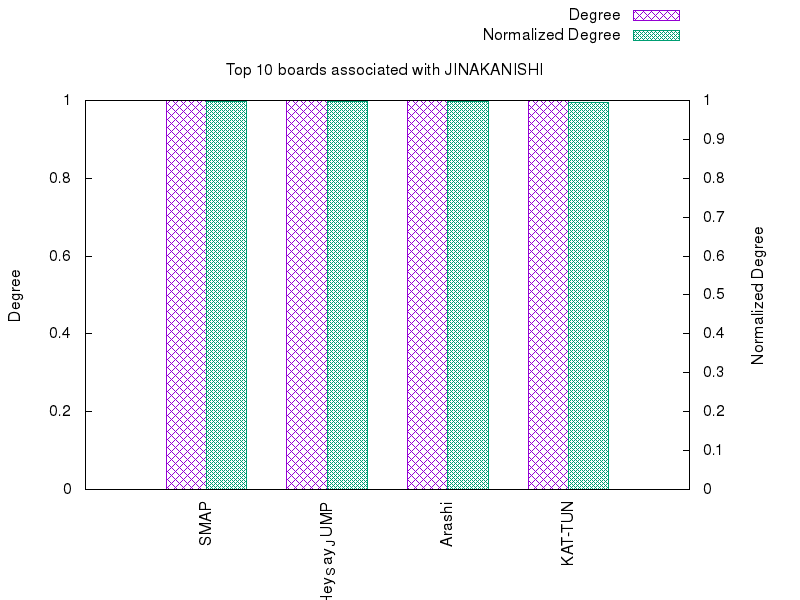 Degree
Normalized Degree
Top 10 boards associated with JINAKANISHI
1
0.8
0.6
0.4
0.2
0
1
0.9
0.8
0.7
0.6
0.5
0.4
0.3
0.2
0.1
0
Degree
Normalized Degree
SMAP
HeySayJUMP
Arashi
KAT-TUN